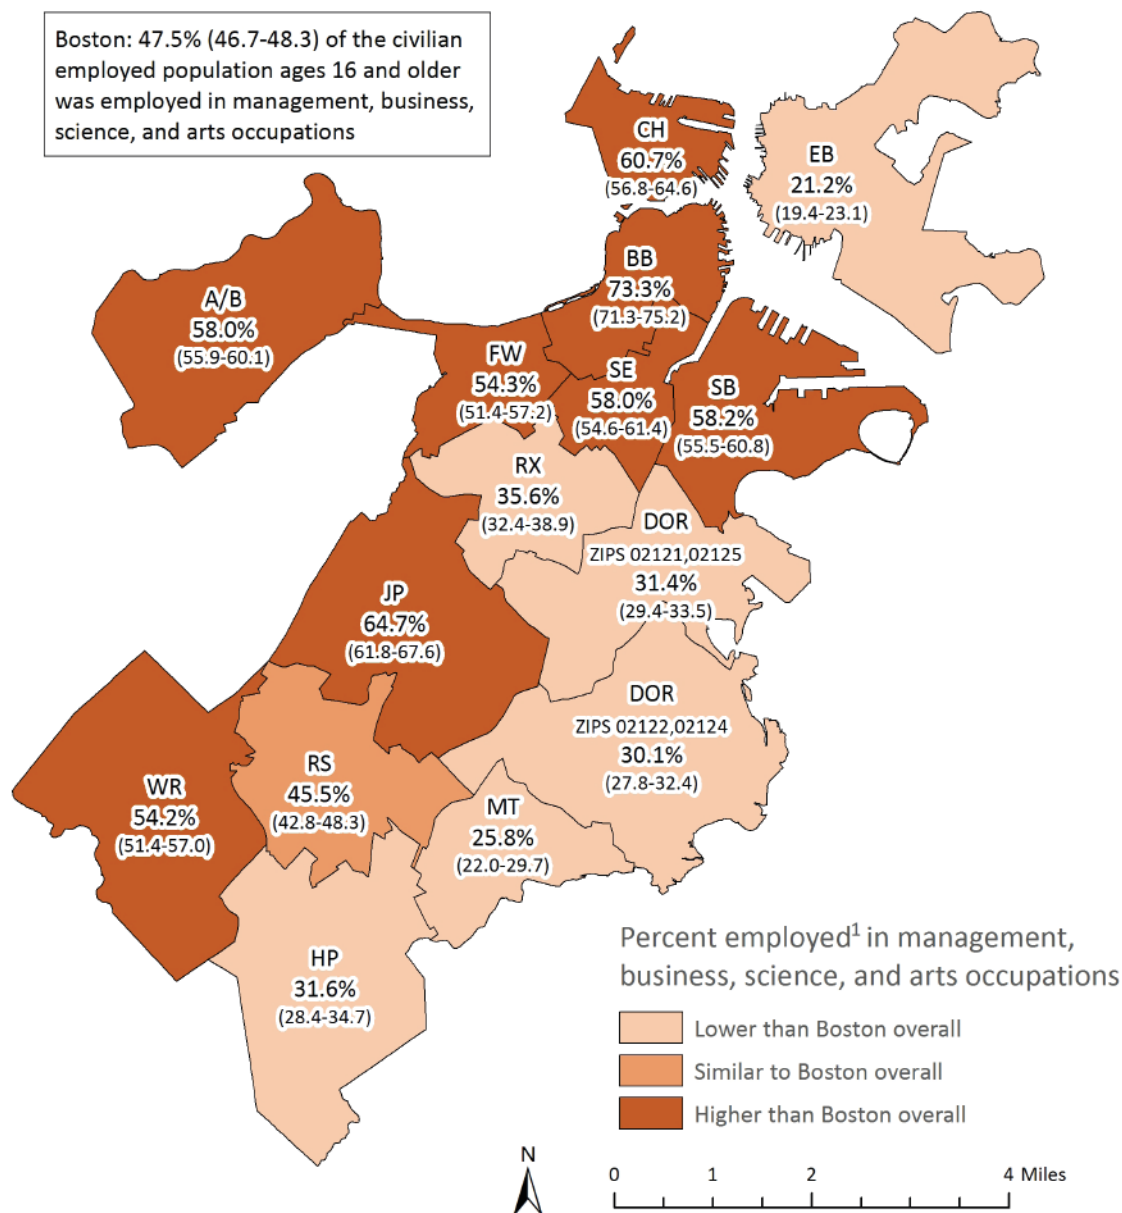 Boston: 47.5% (46.7-48.3) of the civilian
employed population ages 16 and older
was employed in management, business,
science, and arts occupations
CH
60.7%
(56.8-64.6)
EB
21.2%
(19.4-23.1)
BB
73.3%
(71.3-75.2)
A/B
58.0%
(55.9-60.1)
FW
54.3%
(51.4-57.2)
SE
58.0%
(54.6-61.4)
SB
58.2%
(55.5-60.8)
RX
35.6%
(32.4-38.9)
DOR
ZIPS 02121,02125
31.4%
(29.4-33.5)
JP
64.7%
(61.8-67.6)
DOR
ZIPS 02122,02124
30.1%
(27.8-32.4)
RS
45.5%
(42.8-48.3)
WR
54.2%
(51.4-57.0)
MT
25.8%
(22.0-29.7)
HP
31.6%
(28.4-34.7)
Percent employed¹ in management,
business, science, and arts occupations
Lower than Boston overall
Similar to Boston overall
Higher than Boston overall
N
0 1 2 4 Miles